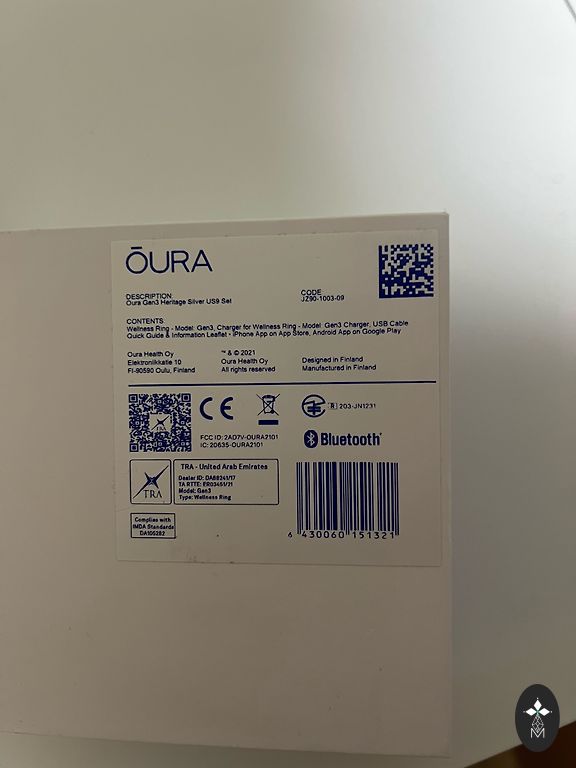 ŌURA
DESCRIPTION:
Oura Gen3 Heritage Silver US9 Set
CODE:
JZ90-1003-09
CONTENTS:
Wellness Ring - Model: Gen3, Charger for Wellness Ring - Model: Gen3 Charger, USB Cable
Quick Guide & Information Leaflet • iPhone App on App Store, Android App on Google Play
Oura Health Oy
Elektroniikkatie 10
FI-90590 Oulu, Finland
™ & © 2021
Oura Health Oy
All rights reserved
Designed in Finland
Manufactured in Finland
TRA
CE
FCC ID: 2AD7V-OURA2101
IC: 20635-OURA2101
R 203-JN1231
Bluetooth®
TRA
TRA - United Arab Emirates
Dealer ID: DA88241/17
TA RTTE: ER03451/21
Model: Gen3
Type: Wellness Ring
Complies with
IMDA Standards
DA105282
6 430060 151321
M